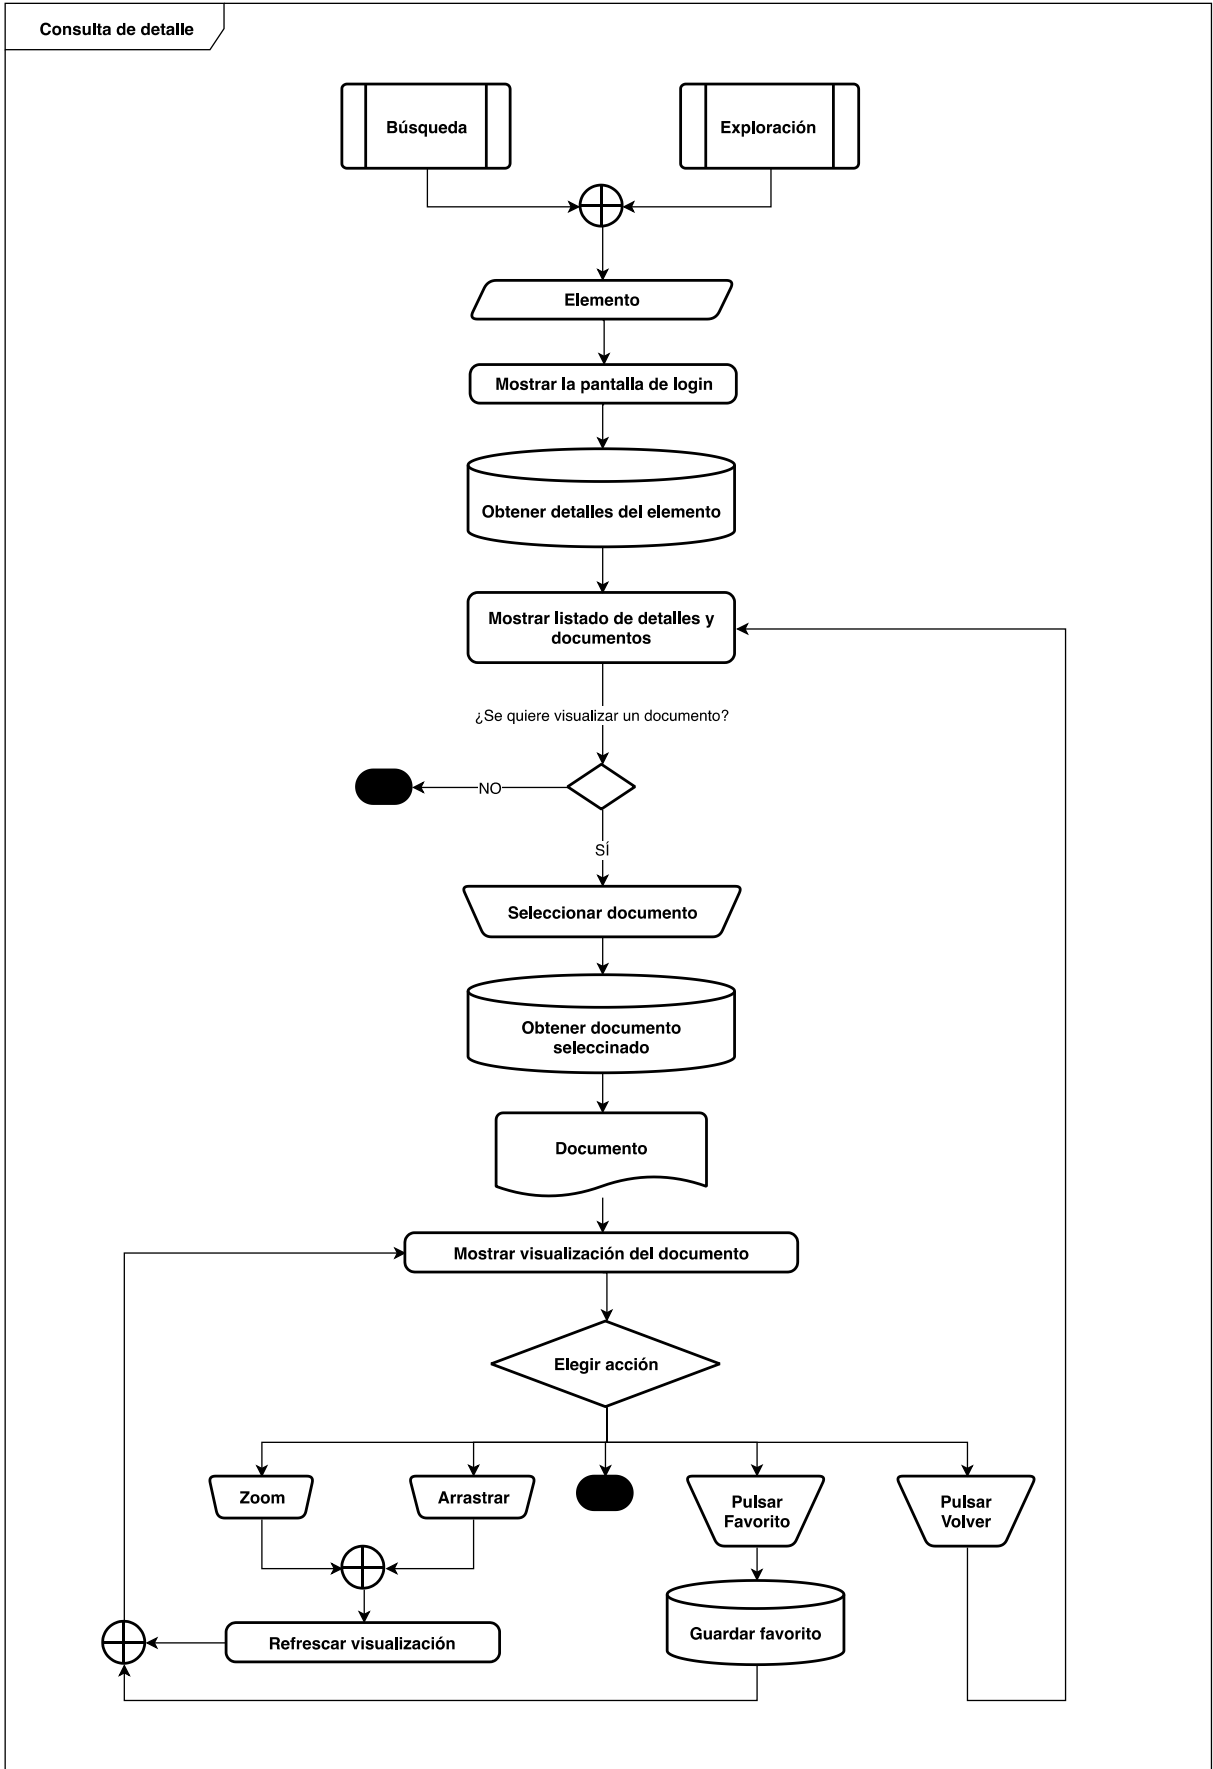 Consulta de detalle
Búsqueda
Exploración
Elemento
Mostrar la pantalla de login
Obtener detalles del elemento
Mostrar listado de detalles y
documentos
¿Se quiere visualizar un documento?
NO
SÍ
Seleccionar documento
Obtener documento
seleccinado
Documento
Mostrar visualización del documento
Elegir acción
Zoom
Arrastrar
Pulsar
Favorito
Pulsar
Volver
Refrescar visualización
Guardar favorito